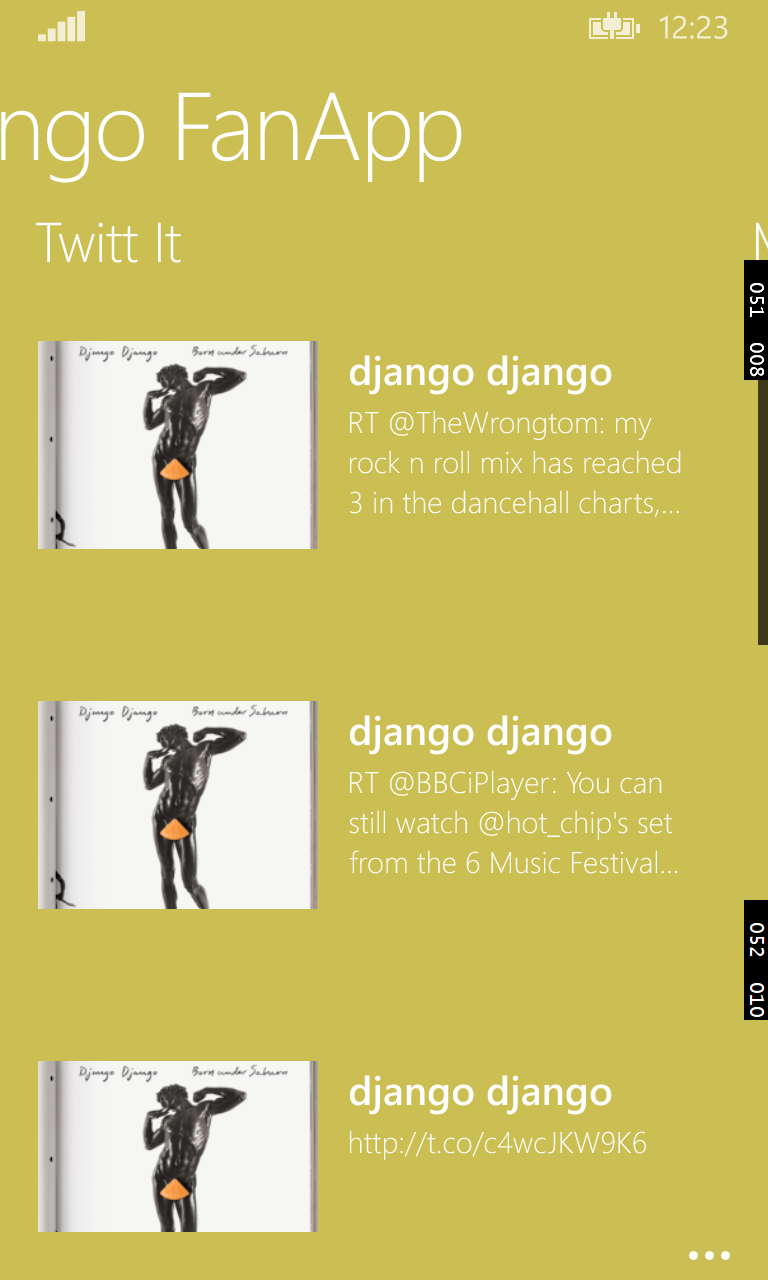 12:23
ngo FanApp
Twitt It
051 008
Django Django Born under Saturn
django django
RT @TheWrongtom: my
rock n roll mix has reached
3 in the dancehall charts,...
Django Django Born under Saturn
django django
RT @BBCiPlayer: You can
still watch @hot_chip's set
from the 6 Music Festival...
052 010
Django Django Born under Saturn
django django
http://t.co/c4wcJKW9K6